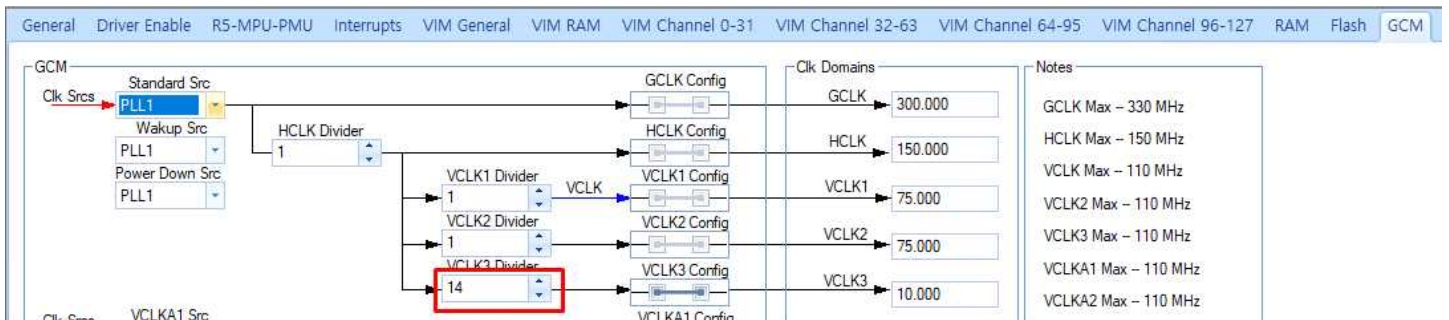 General Driver Enable R5-MPU-PMU Interrupts VIM General VIM RAM VIM Channel 0-31 VIM Channel 32-63 VIM Channel 64-95 VIM Channel 96-127 RAM Flash GCM
GCM
Clk Srcs
Standard Src
PLL1
Wakup Src
PLL1
Power Down Src
PLL1
HCLK Divider
1
VCLK1 Divider
1
VCLK
VCLK2 Divider
1
VCLK3 Divider
14
GCLK Config
HCLK Config
VCLK1 Config
VCLK2 Config
VCLK3 Config
VCLKA1 Config
Clk Srcs
VCLKA1 Src
Clk Domains
GCLK 300.000
HCLK 150.000
VCLK1 75.000
VCLK2 75.000
VCLK3 10.000
Notes
GCLK Max -- 330 MHz
HCLK Max -- 150 MHz
VCLK Max -- 110 MHz
VCLK2 Max -- 110 MHz
VCLK3 Max -- 110 MHz
VCLKA1 Max -- 110 MHz
VCLKA2 Max -- 110 MHz